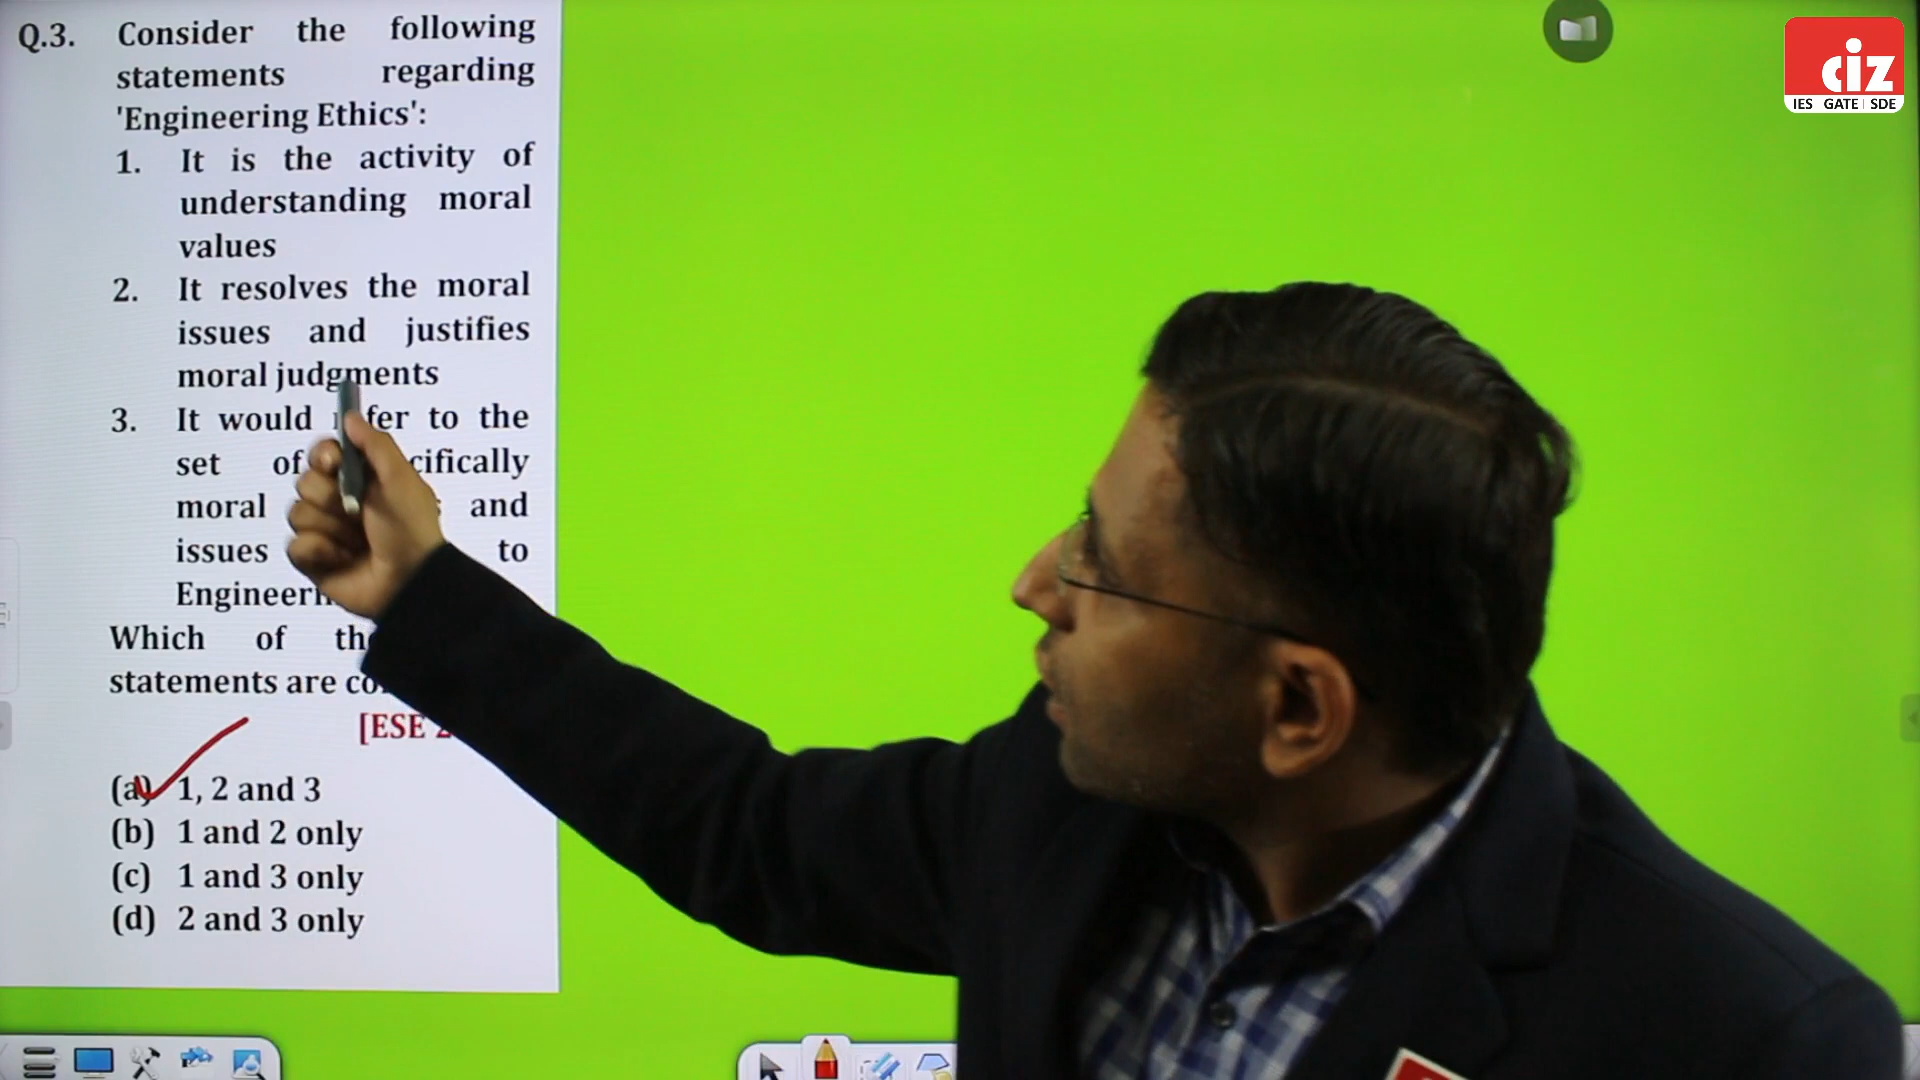 Q.3. Consider the following
statements regarding
'Engineering Ethics':
1. It is the activity of
understanding moral
values
2. It resolves the moral
issues and justifies
moral judgments
3. It would refer to the
set of
moral and
issues to
Which of
statements are
[ESE
(a) 1, 2 and 3
(b) 1 and 2 only
(c) 1 and 3 only
(d) 2 and 3 only
ciz
IES GATE SDE